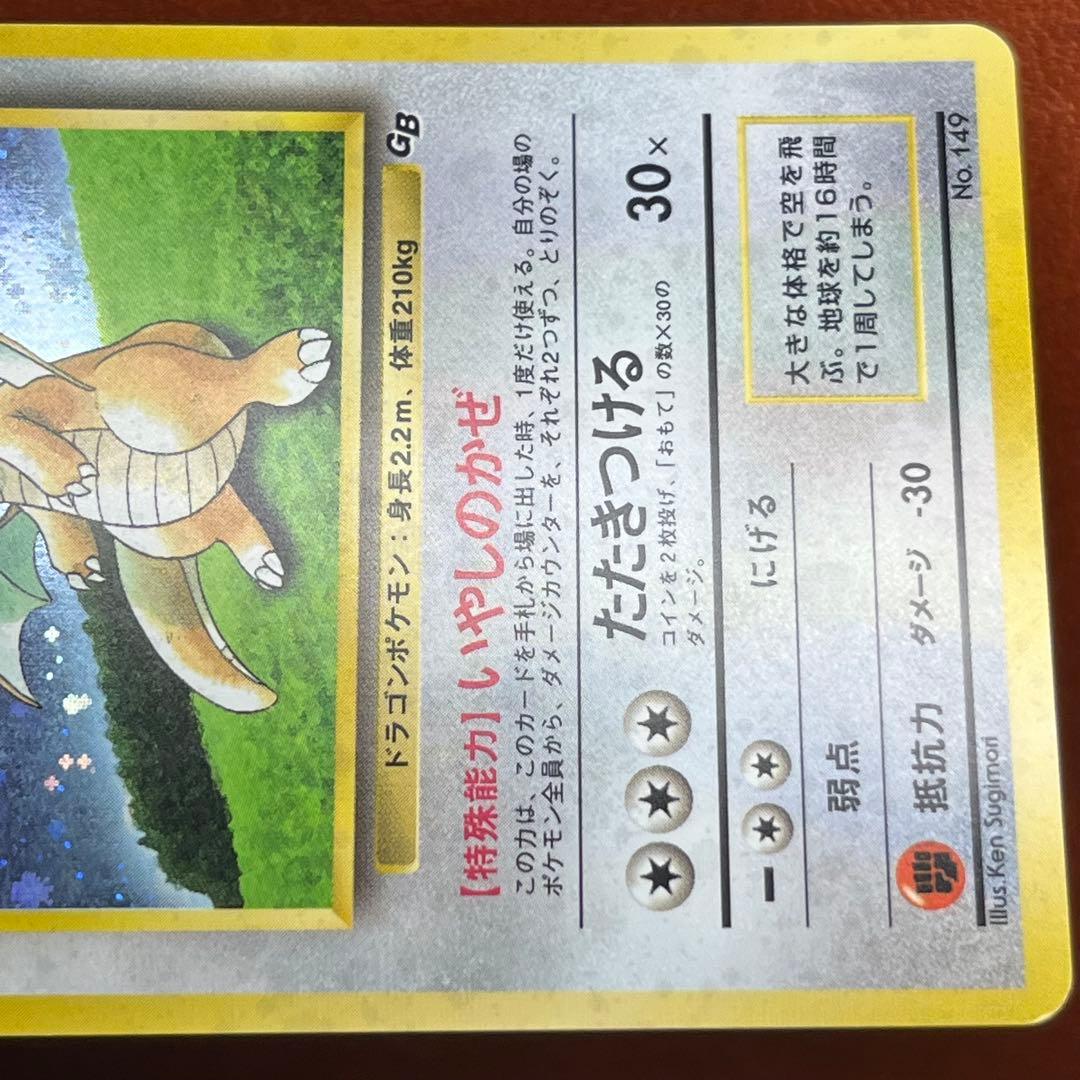 GB
ドラゴンポケモン：身長2.2m、体重210kg
【特殊能力】いやしのかぜ
この力は、このカードを手札から場に出した時、1度だけ使える。自分の場の
ポケモン全員から、ダメージカウンターを、それぞれ2つずつ、とりのぞく。
たたきつける 30×
コインを2枚投げ、「おもて」の数×30の
ダメージ。
にげる
弱点
抵抗力 ダメージ -30
大きな体格で空を飛
ぶ。地球を約16時間
で1周してしまう。
Illus.Ken Sugimori
No.149